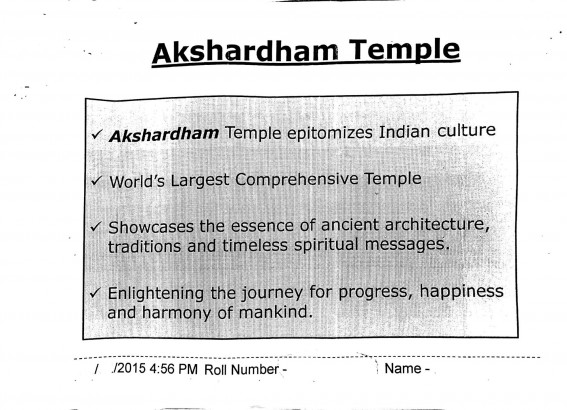 Akshardham Temple
✓ Akshardham Temple epitomizes Indian culture
✓ World's Largest Comprehensive Temple
✓ Showcases the essence of ancient architecture,
traditions and timeless spiritual messages.
✓ Enlightening the journey for progress, happiness
and harmony of mankind.
/ /2015 4:56 PM Roll Number - Name -